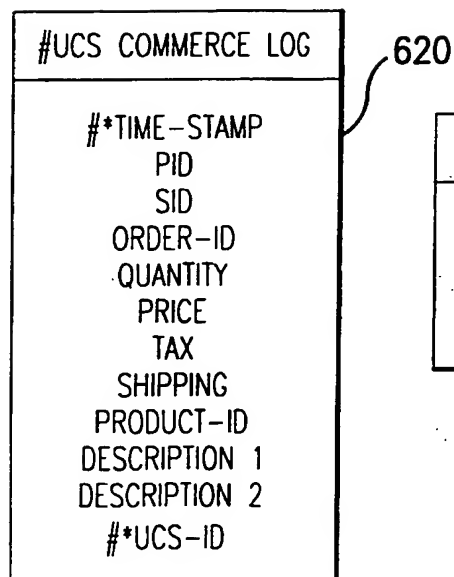 #UCS COMMERCE LOG
620
#*TIME-STAMP
PID
SID
ORDER-ID
QUANTITY
PRICE
TAX
SHIPPING
PRODUCT-ID
DESCRIPTION 1
DESCRIPTION 2
#*UCS-ID